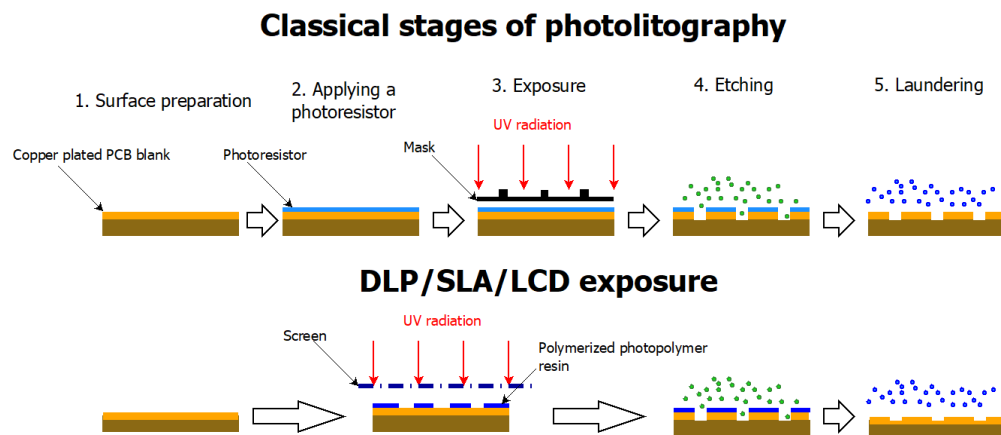 Classical stages of photolitography
1. Surface preparation
2. Applying a
photoresistor
3. Exposure
4. Etching
5. Laundering
UV radiation
Copper plated PCB blank
Photoresistor
Mask
DLP/SLA/LCD exposure
UV radiation
Screen
Polymerized photopolymer
resin